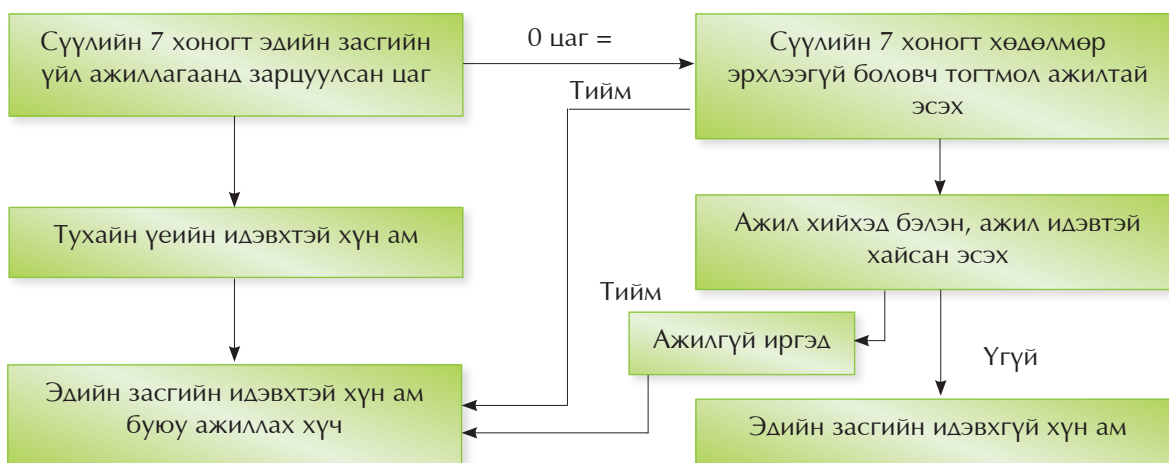 Сүүлийн 7 хоногт эдийн засгийн
үйл ажиллагаанд зарцуулсан цаг
0 цаг =
Сүүлийн 7 хоногт хөдөлмөр
эрхлээгүй боловч тогтмол ажилтай
эсэх
Тийм
Тухайн үеийн идэвхтэй хүн ам
Ажил хийхэд бэлэн, ажил идэвтэй
хайсан эсэх
Тийм
Ажилгүй иргэд
Үгүй
Эдийн засгийн идэвхтэй хүн ам
буюу ажиллах хүч
Эдийн засгийн идэвхгүй хүн ам